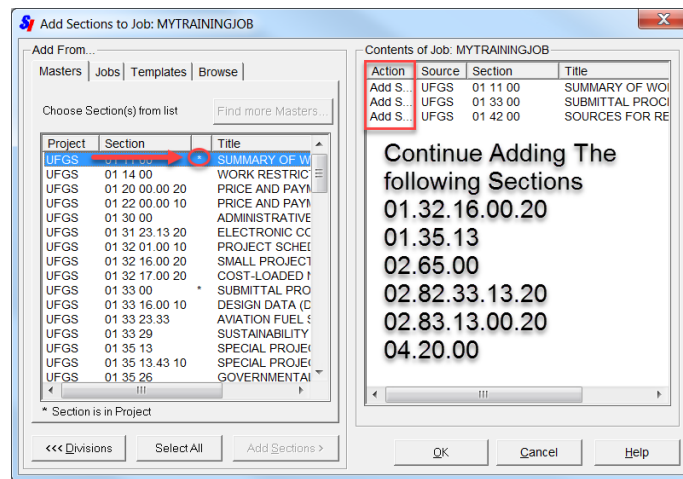 Add Sections to Job: MYTRAININGJOB
Add From...
Masters Jobs Templates Browse
Choose Section(s) from list Find more Masters...
Project Section Title
UFGS * SUMMARY OF W
UFGS 01 14 00 WORK RESTRIC
UFGS 01 20 00.00 20 PRICE AND PAYM
UFGS 01 22 00.00 10 PRICE AND PAYM
UFGS 01 30 00 ADMINISTRATIVE
UFGS 01 31 23.13 20 ELECTRONIC CC
UFGS 01 32 01.00 10 PROJECT SCHEI
UFGS 01 32 16.00 20 SMALL PROJECT
UFGS 01 32 17.00 20 COST-LOADED N
UFGS 01 33 00 * SUBMITTAL PRO
UFGS 01 33 16.00 10 DESIGN DATA (D
UFGS 01 33 23.33 AVIATION FUEL S
UFGS 01 33 29 SUSTAINABILITY
UFGS 01 35 13 SPECIAL PROJE
UFGS 01 35 13.43 10 SPECIAL PROJE
UFGS 01 35 26 GOVERNMENTAI
* Section is in Project
<<< Divisions Select All Add Sections >
Contents of Job: MYTRAININGJOB
Action Source Section Title
Add S... UFGS 01 11 00 SUMMARY OF WO
Add S... UFGS 01 33 00 SUBMITTAL PROC
Add S... UFGS 01 42 00 SOURCES FOR RE
Continue Adding The
following Sections
01.32.16.00.20
01.35.13
02.65.00
02.82.33.13.20
02.83.13.00.20
04.20.00
OK Cancel Help